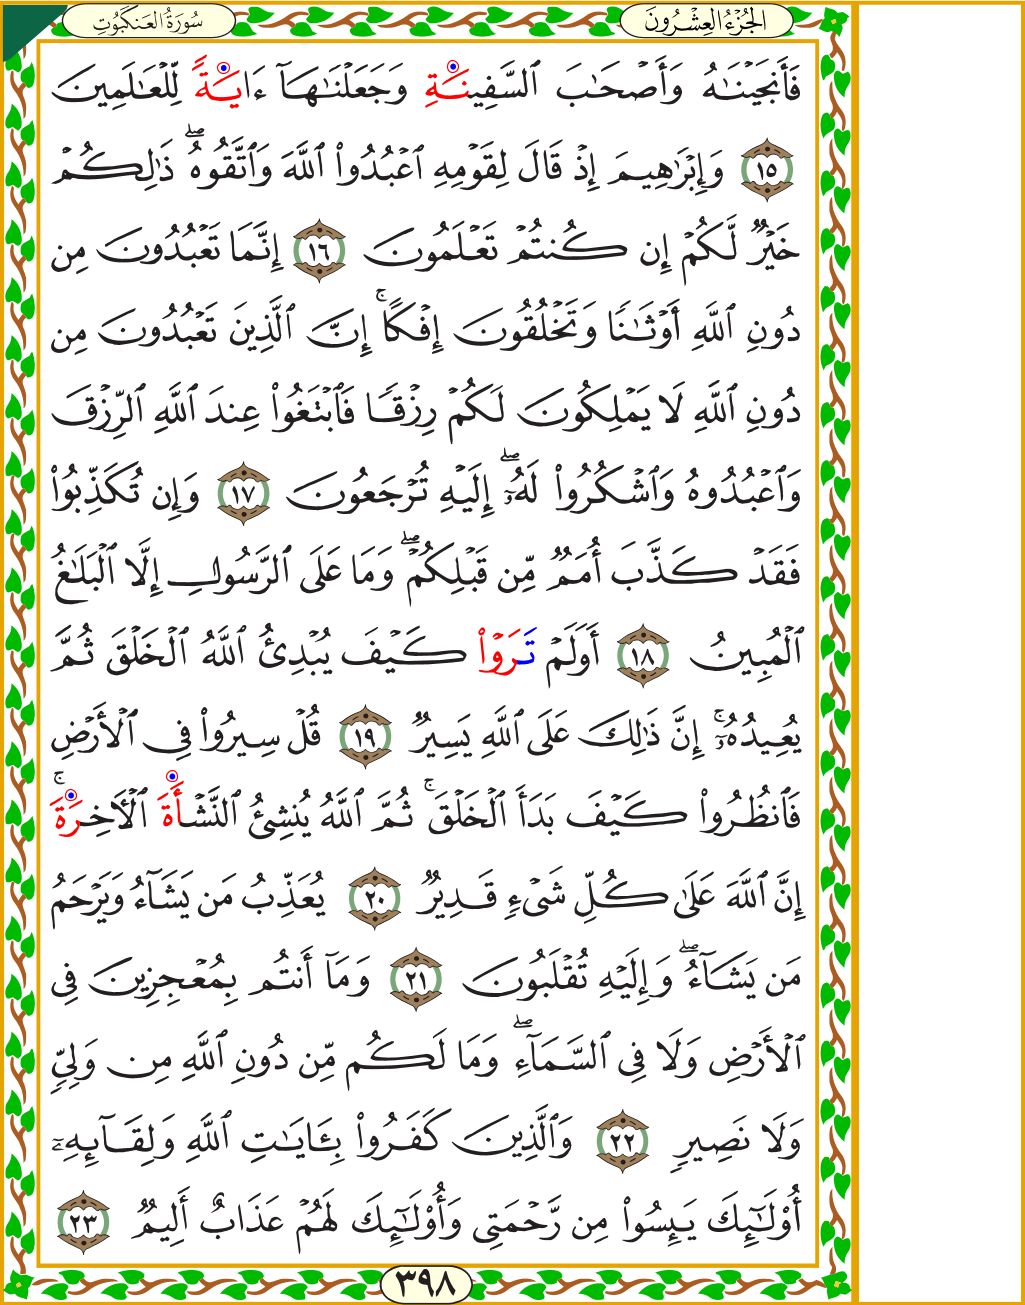 الجُزْءُ العِشْرُونَ
سُورَةُ العَنكَبُوتِ
فَأَنجَيْنَٰهُ وَأَصْحَٰبَ ٱلسَّفِينَةِ وَجَعَلْنَٰهَآ ءَايَةً لِّلْعَٰلَمِينَ
١٥ وَإِبْرَٰهِيمَ إِذْ قَالَ لِقَوْمِهِ ٱعْبُدُوا۟ ٱللَّهَ وَٱتَّقُوهُ ۖ ذَٰلِكُمْ
خَيْرٌ لَّكُمْ إِن كُنتُمْ تَعْلَمُونَ ١٦ إِنَّمَا تَعْبُدُونَ مِن
دُونِ ٱللَّهِ أَوْثَٰنًا وَتَخْلُقُونَ إِفْكًا ۚ إِنَّ ٱلَّذِينَ تَعْبُدُونَ مِن
دُونِ ٱللَّهِ لَا يَمْلِكُونَ لَكُمْ رِزْقًا فَٱبْتَغُوا۟ عِندَ ٱللَّهِ ٱلرِّزْقَ
وَٱعْبُدُوهُ وَٱشْكُرُوا۟ لَهُۥٓ ۖ إِلَيْهِ تُرْجَعُونَ ١٧ وَإِن تُكَذِّبُوا۟
فَقَدْ كَذَّبَ أُمَمٌ مِّن قَبْلِكُمْ ۖ وَمَا عَلَى ٱلرَّسُولِ إِلَّا ٱلْبَلَٰغُ
ٱلْمُبِينُ ١٨ أَوَلَمْ تَرَوْا۟ كَيْفَ يُبْدِئُ ٱللَّهُ ٱلْخَلْقَ ثُمَّ
يُعِيدُهُۥٓ ۚ إِنَّ ذَٰلِكَ عَلَى ٱللَّهِ يَسِيرٌ ١٩ قُلْ سِيرُوا۟ فِى ٱلْأَرْضِ
فَٱنظُرُوا۟ كَيْفَ بَدَأَ ٱلْخَلْقَ ۚ ثُمَّ ٱللَّهُ يُنشِئُ ٱلنَّشْأَةَ ٱلْـَٔاخِرَةَ ۚ
إِنَّ ٱللَّهَ عَلَىٰ كُلِّ شَىْءٍ قَدِيرٌ ٢٠ يُعَذِّبُ مَن يَشَآءُ وَيَرْحَمُ
مَن يَشَآءُ ۖ وَإِلَيْهِ تُقْلَبُونَ ٢١ وَمَآ أَنتُم بِمُعْجِزِينَ فِى
ٱلْأَرْضِ وَلَا فِى ٱلسَّمَآءِ ۖ وَمَا لَكُم مِّن دُونِ ٱللَّهِ مِن وَلِىٍّ
وَلَا نَصِيرٍ ٢٢ وَٱلَّذِينَ كَفَرُوا۟ بِـَٔايَٰتِ ٱللَّهِ وَلِقَآئِهِۦٓ
أُو۟لَٰٓئِكَ يَئِسُوا۟ مِن رَّحْمَتِى وَأُو۟لَٰٓئِكَ لَهُمْ عَذَابٌ أَلِيمٌ ٢٣
٣٩٨